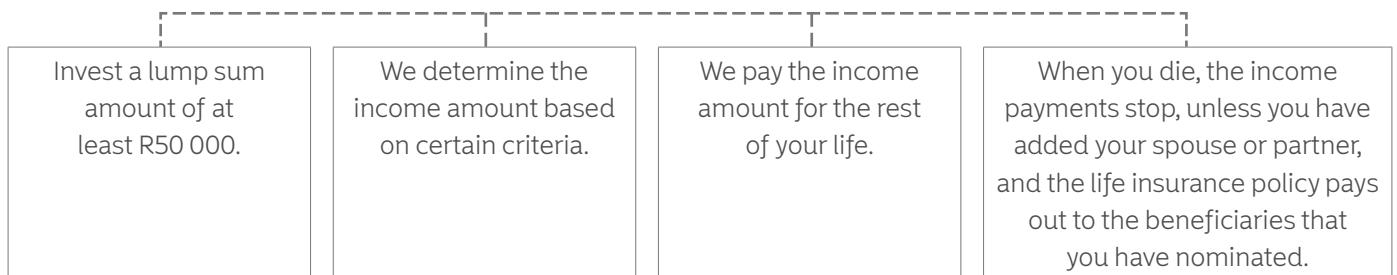 Invest a lump sum
amount of at
least R50 000.
We determine the
income amount based
on certain criteria.
We pay the income
amount for the rest
of your life.
When you die, the income
payments stop, unless you have
added your spouse or partner,
and the life insurance policy pays
out to the beneficiaries that
you have nominated.